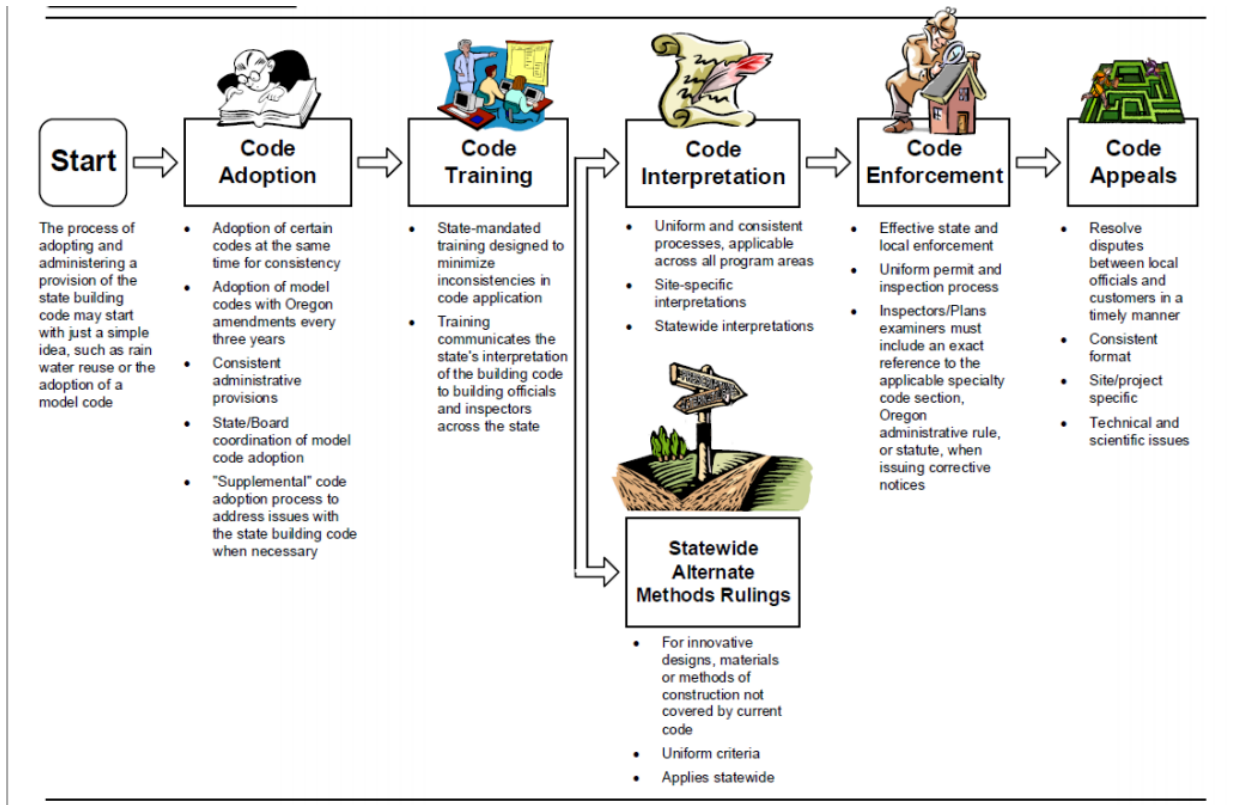 Start
The process of
adopting and
administering a
provision of the
state building
code may start
with just a simple
idea, such as rain
water reuse or the
adoption of a
model code
Code
Adoption
• Adoption of certain
codes at the same
time for consistency
• Adoption of model
codes with Oregon
amendments every
three years
• Consistent
administrative
provisions
• State/Board
coordination of model
code adoption
• "Supplemental" code
adoption process to
address issues with
the state building code
when necessary
Code
Training
• State-mandated
training designed to
minimize
inconsistencies in
code application
• Training
communicates the
state's interpretation
of the building code
to building officials
and inspectors
across the state
Code
Interpretation
• Uniform and consistent
processes, applicable
across all program areas
• Site-specific
interpretations
• Statewide interpretations
Statewide
Alternate
Methods Rulings
• For innovative
designs, materials
or methods of
construction not
covered by current
code
• Uniform criteria
• Applies statewide
Code
Enforcement
• Effective state and
local enforcement
• Uniform permit and
inspection process
• Inspectors/Plans
examiners must
include an exact
reference to the
applicable specialty
code section,
Oregon
administrative rule,
or statute, when
issuing corrective
notices
Code
Appeals
• Resolve
disputes
between local
officials and
customers in a
timely manner
• Consistent
format
• Site/project
specific
• Technical and
scientific issues